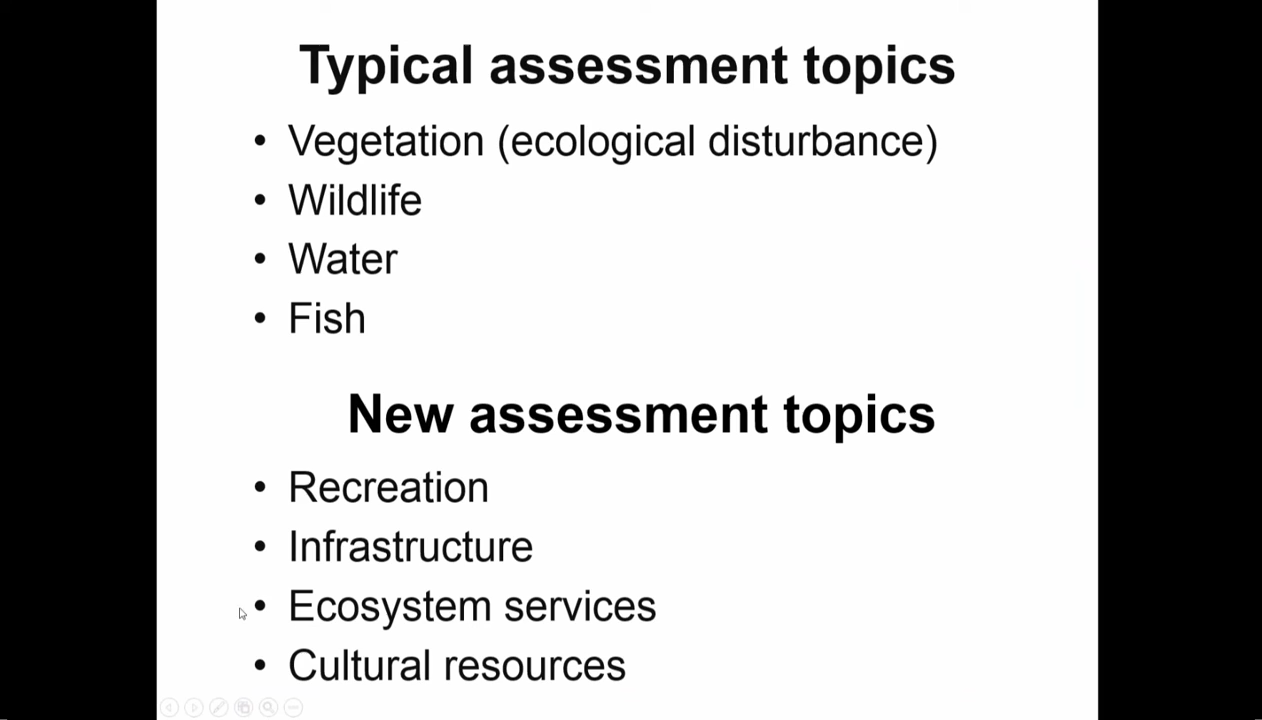 Typical assessment topics
• Vegetation (ecological disturbance)
• Wildlife
• Water
• Fish
New assessment topics
• Recreation
• Infrastructure
• Ecosystem services
• Cultural resources